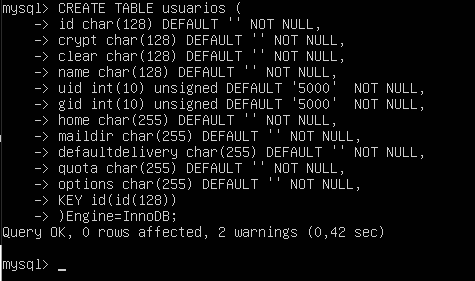 mysql> CREATE TABLE usuarios (
    -> id char(128) DEFAULT '' NOT NULL,
    -> crypt char(128) DEFAULT '' NOT NULL,
    -> clear char(128) DEFAULT '' NOT NULL,
    -> name char(128) DEFAULT '' NOT NULL,
    -> uid int(10) unsigned DEFAULT '5000'  NOT NULL,
    -> gid int(10) unsigned DEFAULT '5000'  NOT NULL,
    -> home char(255) DEFAULT '' NOT NULL,
    -> maildir char(255) DEFAULT '' NOT NULL,
    -> defaultdelivery char(255) DEFAULT '' NOT NULL,
    -> quota char(255) DEFAULT '' NOT NULL,
    -> options char(255) DEFAULT '' NOT NULL,
    -> KEY id(id(128))
    -> )Engine=InnoDB;
Query OK, 0 rows affected, 2 warnings (0,42 sec)
mysql> _